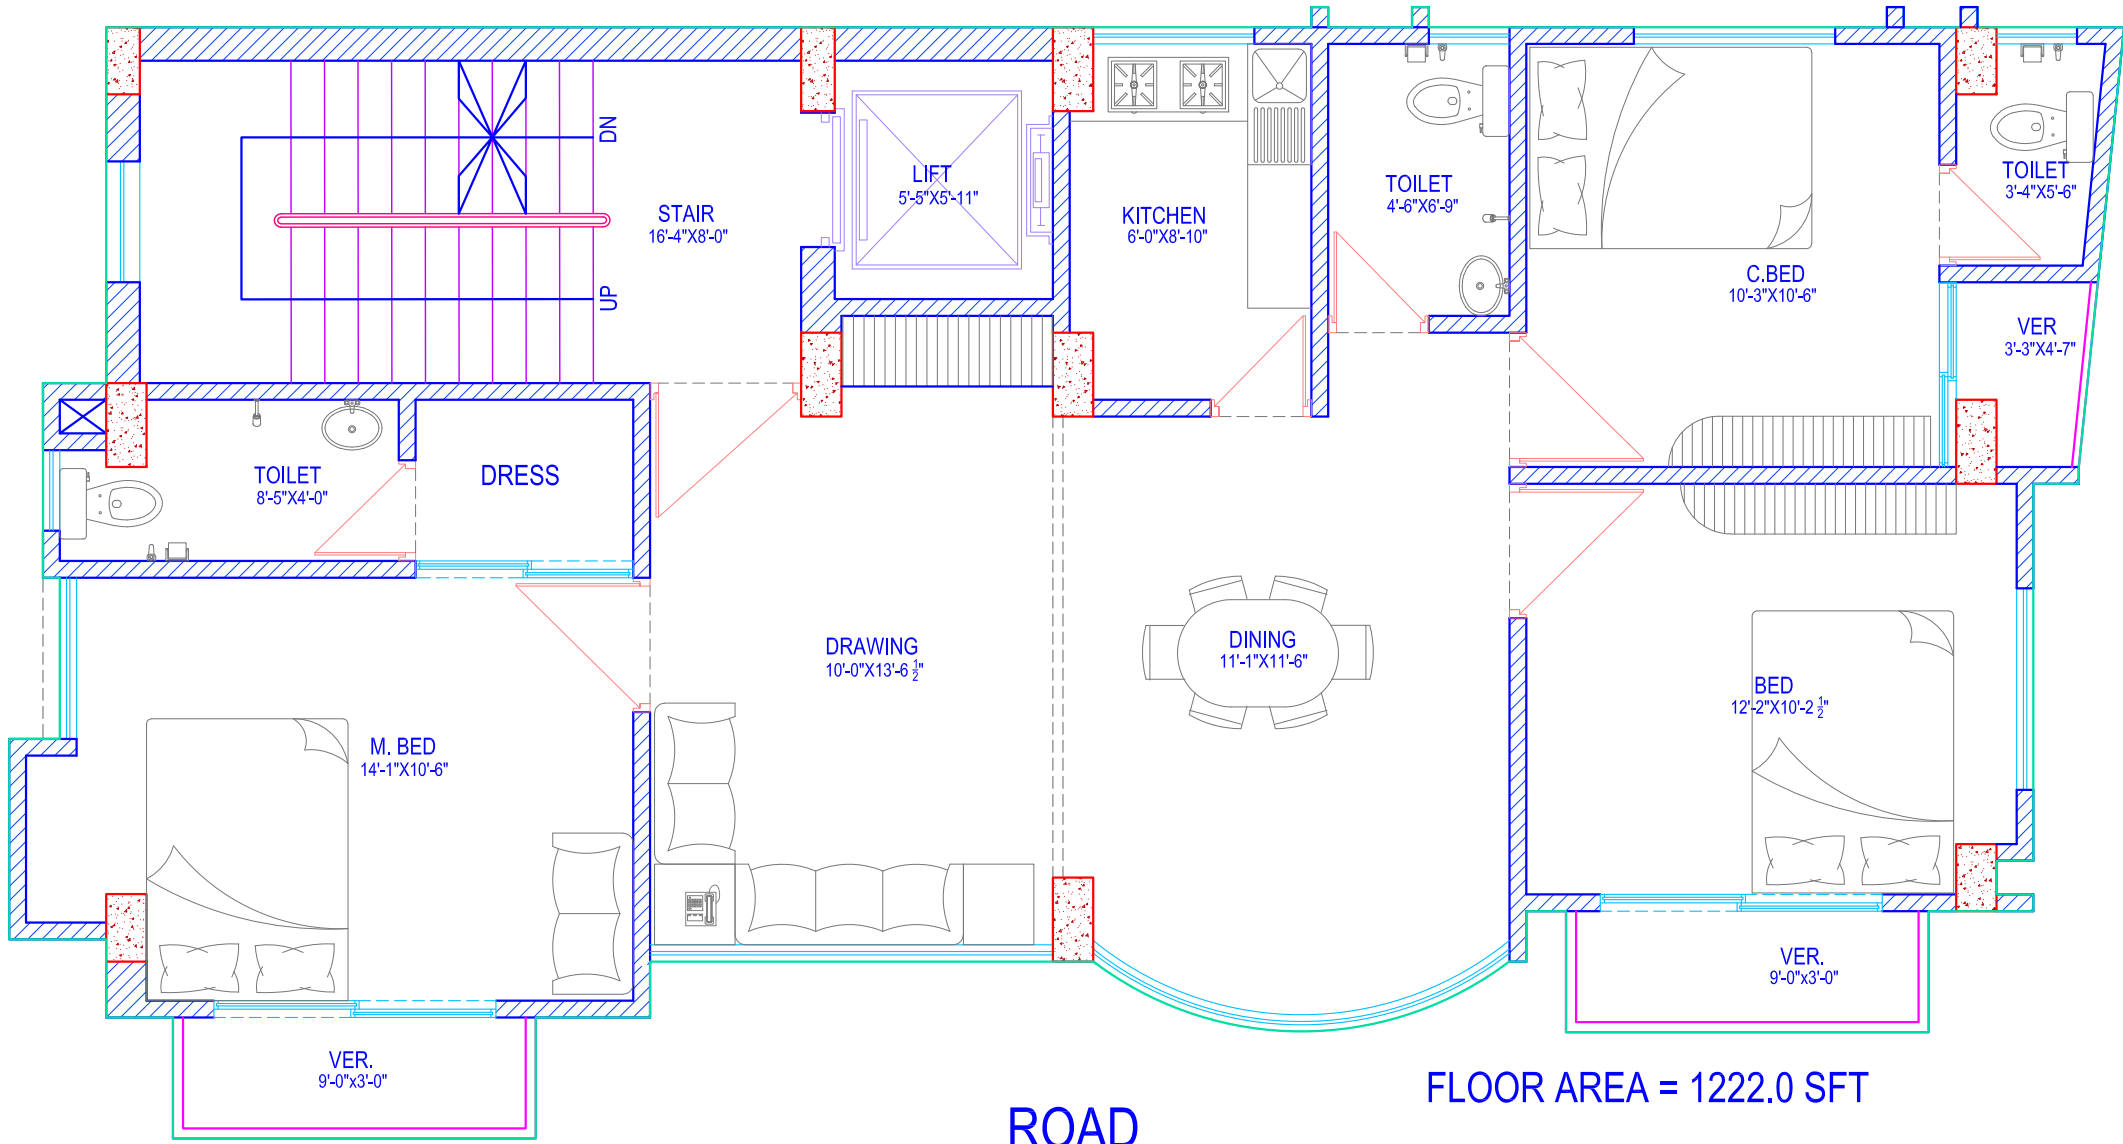 DN
LIFT
5'-5"X5'-11"
STAIR
16'-4"X8'-0"
UP
KITCHEN
6'-0"X8'-10"
TOILET
4'-6"X6'-9"
TOILET
3'-4"X5'-6"
C.BED
10'-3"X10'-6"
VER
3'-3"X4'-7"
TOILET
8'-5"X4'-0"
DRESS
DRAWING
10'-0"X13'-6 1/2"
DINING
11'-1"X11'-6"
BED
12'-2"X10'-2 1/2"
M. BED
14'-1"X10'-6"
VER.
9'-0"x3'-0"
VER.
9'-0"x3'-0"
FLOOR AREA = 1222.0 SFT
ROAD